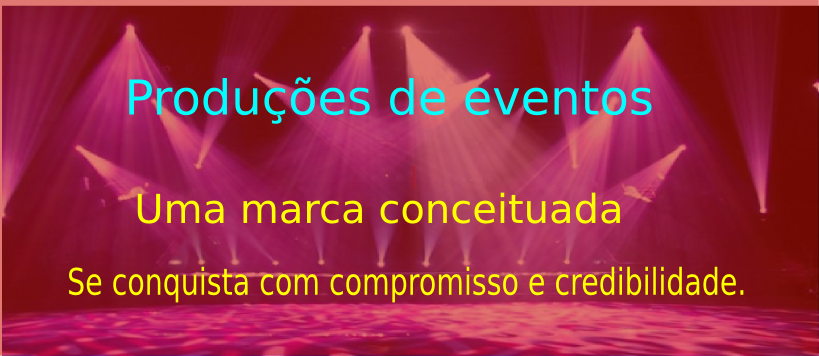 Produções de eventos
Uma marca conceituada
Se conquista com compromisso e credibilidade.